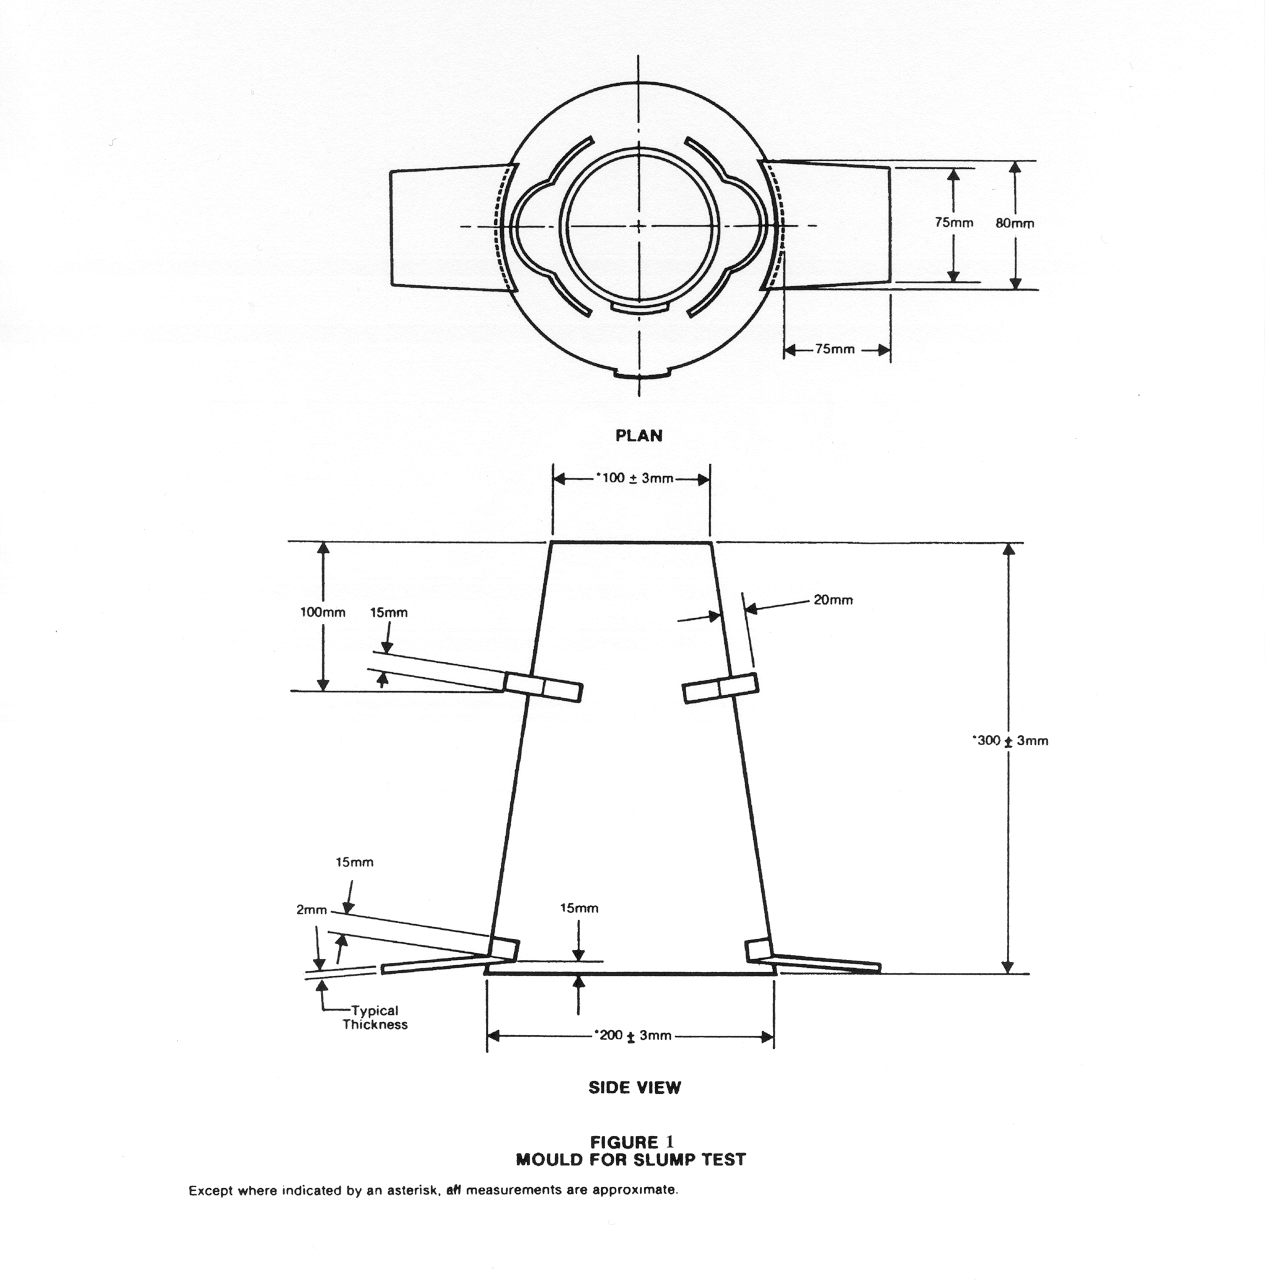 75mm
80mm
75mm
PLAN
*100 ± 3mm
100mm
15mm
20mm
*300 ± 3mm
15mm
2mm
15mm
Typical
Thickness
*200 ± 3mm
SIDE VIEW
FIGURE 1
MOULD FOR SLUMP TEST
Except where indicated by an asterisk, all measurements are approximate.